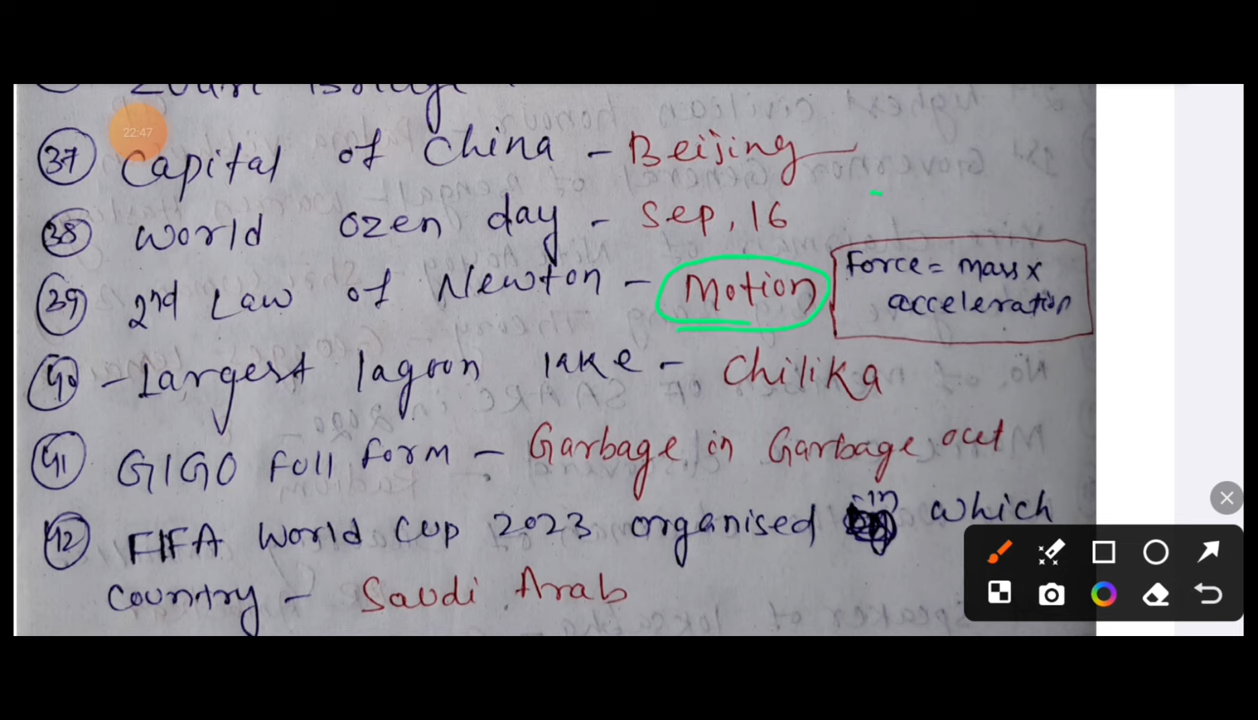 22:47
37 Capital of China - Beijing
38 World Ozen day - Sep, 16
39 2nd Law of Newton - Motion Force = mass x
acceleration
40 - Largest lagoon lake - Chilika
41 GIGO Full Form - Garbage in Garbage out
42 FIFA World Cup 2023 organised in which
country - Saudi Arab